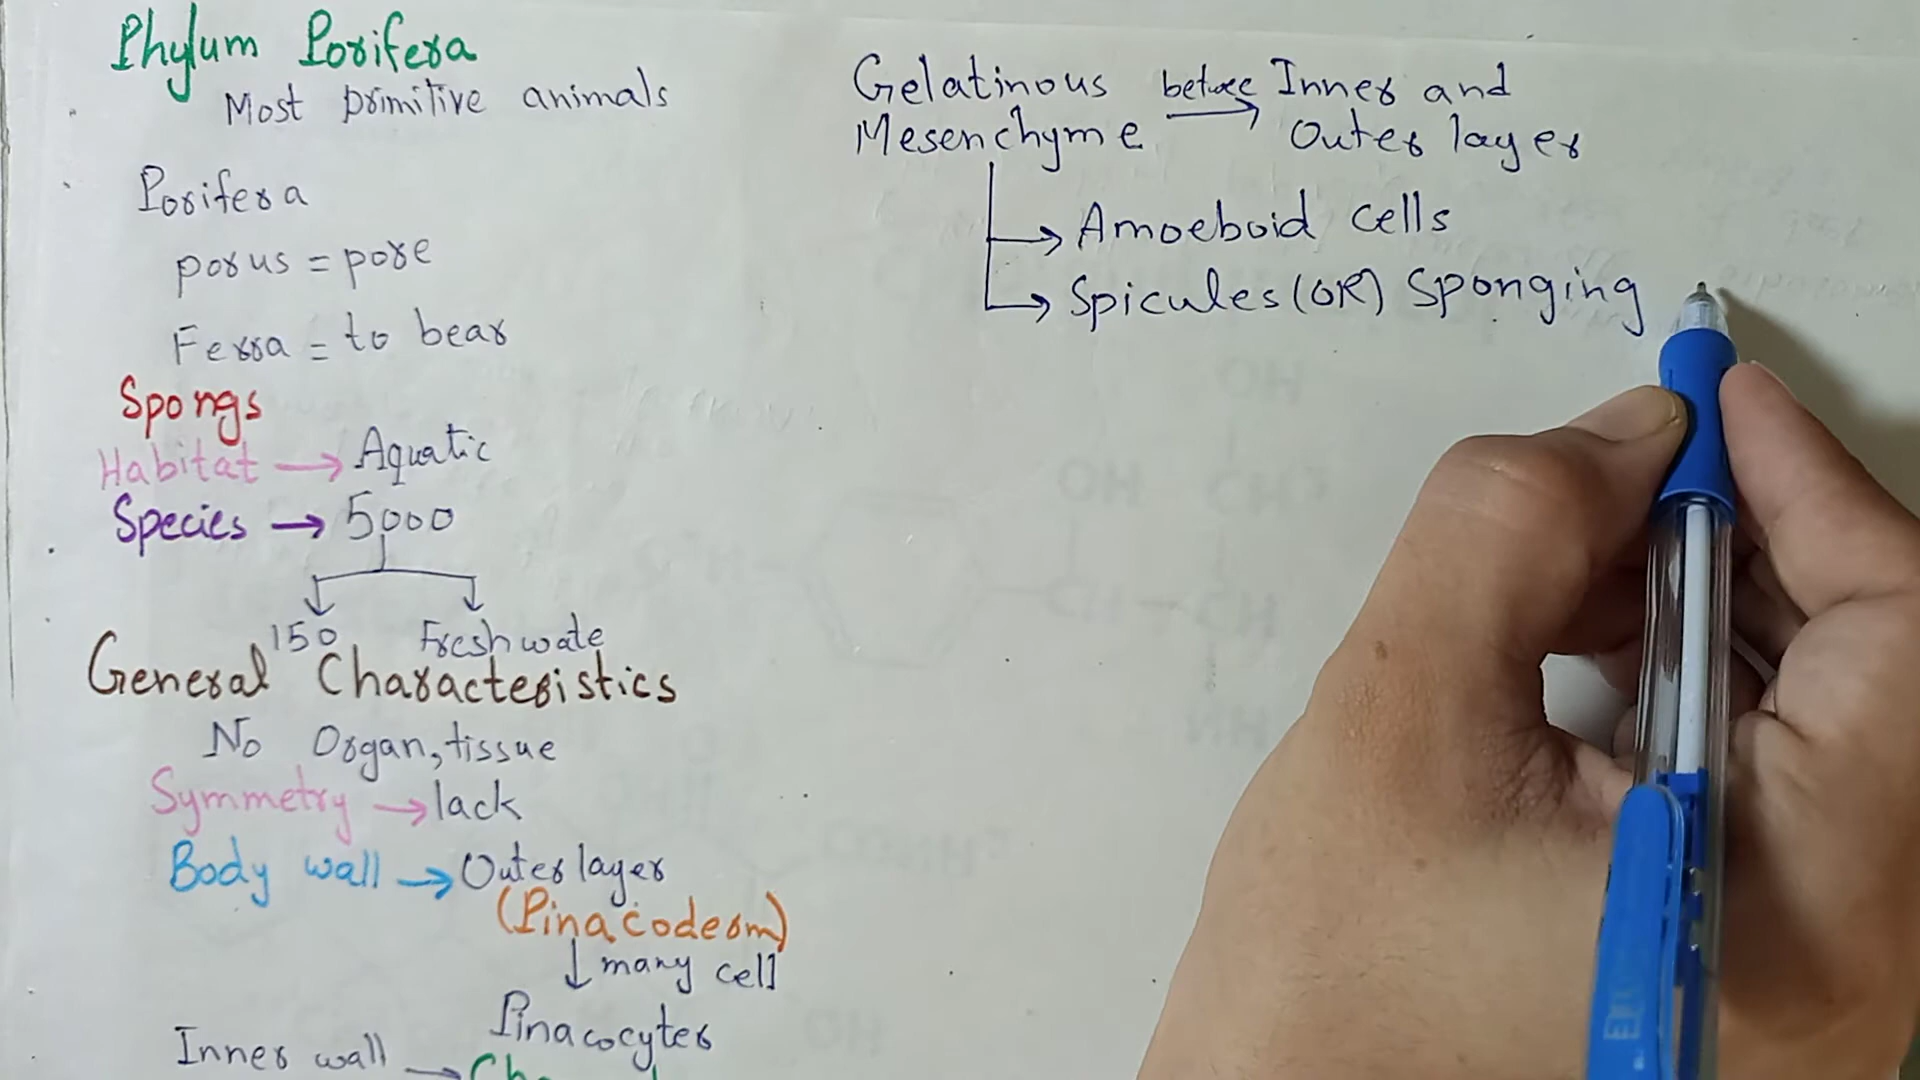 Phylum Porifera
Most primitive animals
Porifera
porus = pore
Ferra = to bear
Spongs
Habitat → Aquatic
Species → 5000
150 Freshwate
General Characteristics
No Organ, tissue
Symmetry → lack
Body wall → Outer layer
(Pinacoderm)
↓ many cell
Pinacocyter
Inner wall →
Gelatinous betwee Inner and
Mesenchyme → Outer layer
→ Amoeboid cells
→ Spicules (OR) Sponging